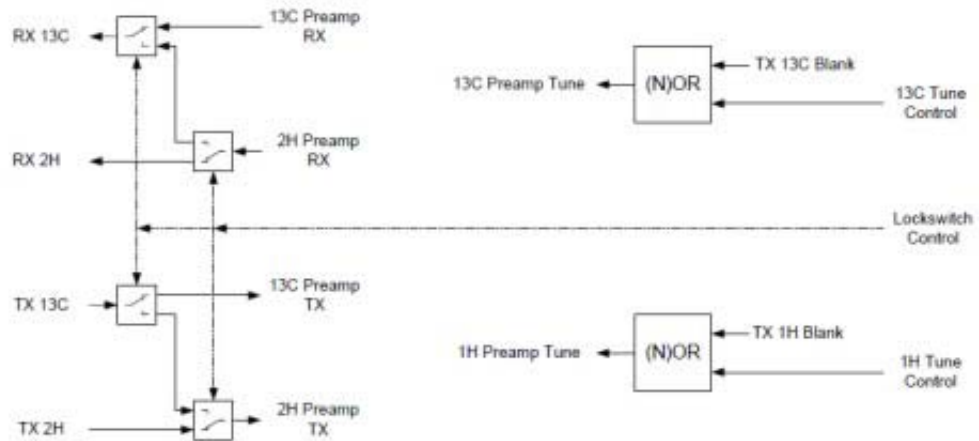 RX 13C
13C Preamp
RX
RX 2H
2H Preamp
RX
TX 13C
13C Preamp
TX
TX 2H
2H Preamp
TX
13C Preamp Tune
(N)OR
TX 13C Blank
13C Tune
Control
Lockswitch
Control
1H Preamp Tune
(N)OR
TX 1H Blank
1H Tune
Control